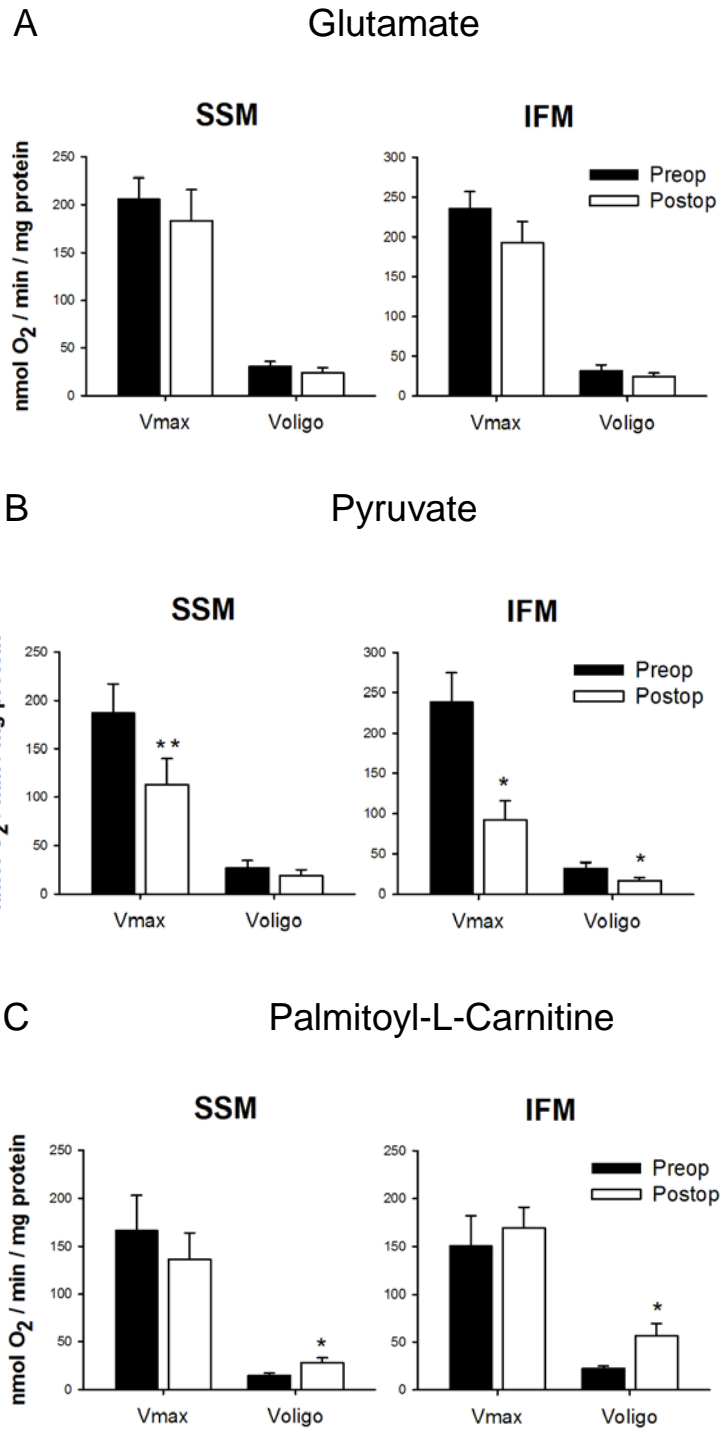 A Glutamate
SSM IFM
nmol O2 / min / mg protein
250
200
150
100
50
0
Vmax Voligo
300
250
200
150
100
50
0
Vmax Voligo
Preop
Postop
B Pyruvate
SSM IFM
250
200
150
100
50
0
**
Vmax Voligo
300
250
200
150
100
50
0
*
*
Vmax Voligo
Preop
Postop
C Palmitoyl-L-Carnitine
SSM IFM
nmol O2 / min / mg protein
250
200
150
100
50
0
*
Vmax Voligo
250
200
150
100
50
0
*
Vmax Voligo
Preop
Postop